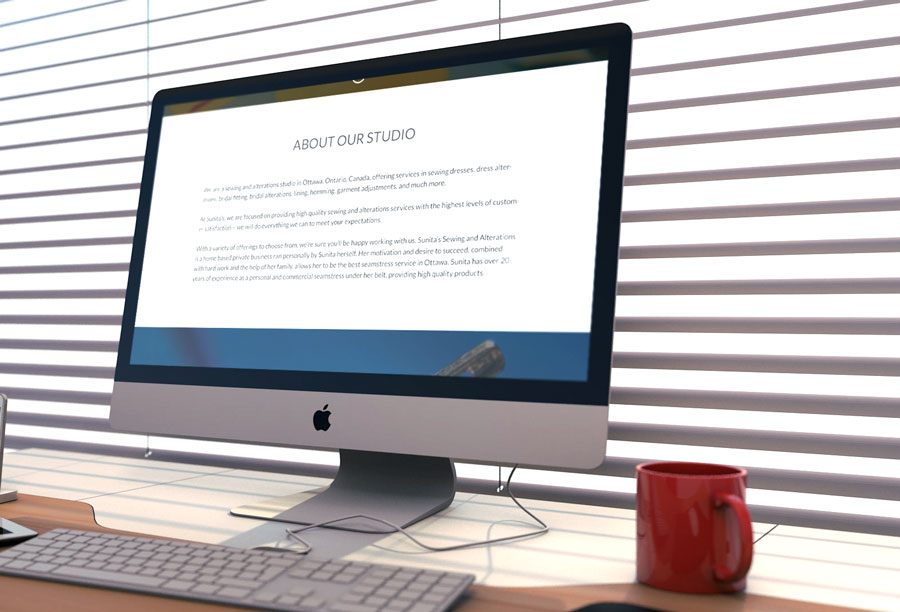 ABOUT OUR STUDIO
We are a sewing and alterations studio in Ottawa, Ontario, Canada, offering services in sewing dresses, dress alter-
ations, bridal fitting, bridal alterations, lining, hemming, garment adjustments, and much more.
At Sunita's, we are focused on providing high quality sewing and alterations services with the highest levels of custom-
er satisfaction – we will do everything we can to meet your expectations.
With a variety of offerings to choose from, we're sure you'll be happy working with us. Sunita's Sewing and Alterations
is a home based private business ran personally by Sunita herself. Her motivation and desire to succeed, combined
with hard work and the help of her family, allows her to be the best seamstress service in Ottawa. Sunita has over 20
years of experience as a personal and commercial seamstress under her belt, providing high quality products